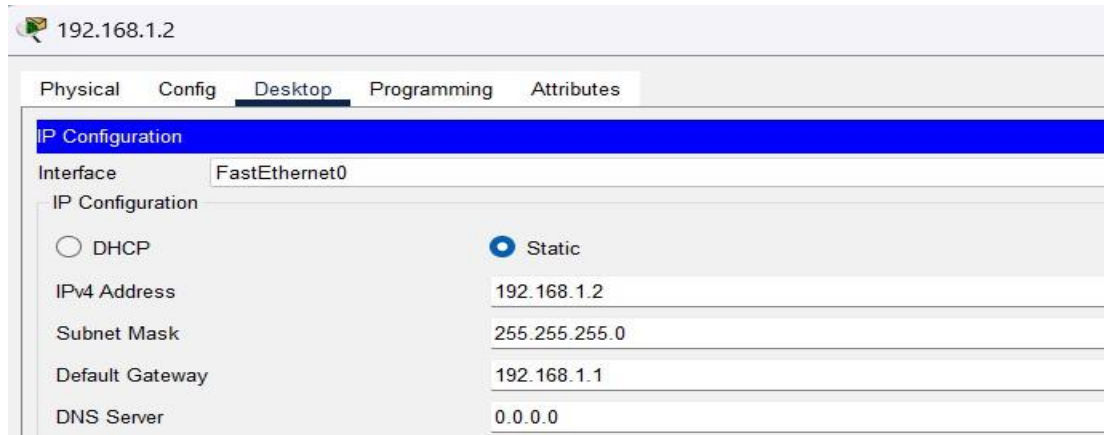 192.168.1.2
Physical Config Desktop Programming Attributes
IP Configuration
Interface FastEthernet0
IP Configuration
DHCP Static
IPv4 Address 192.168.1.2
Subnet Mask 255.255.255.0
Default Gateway 192.168.1.1
DNS Server 0.0.0.0